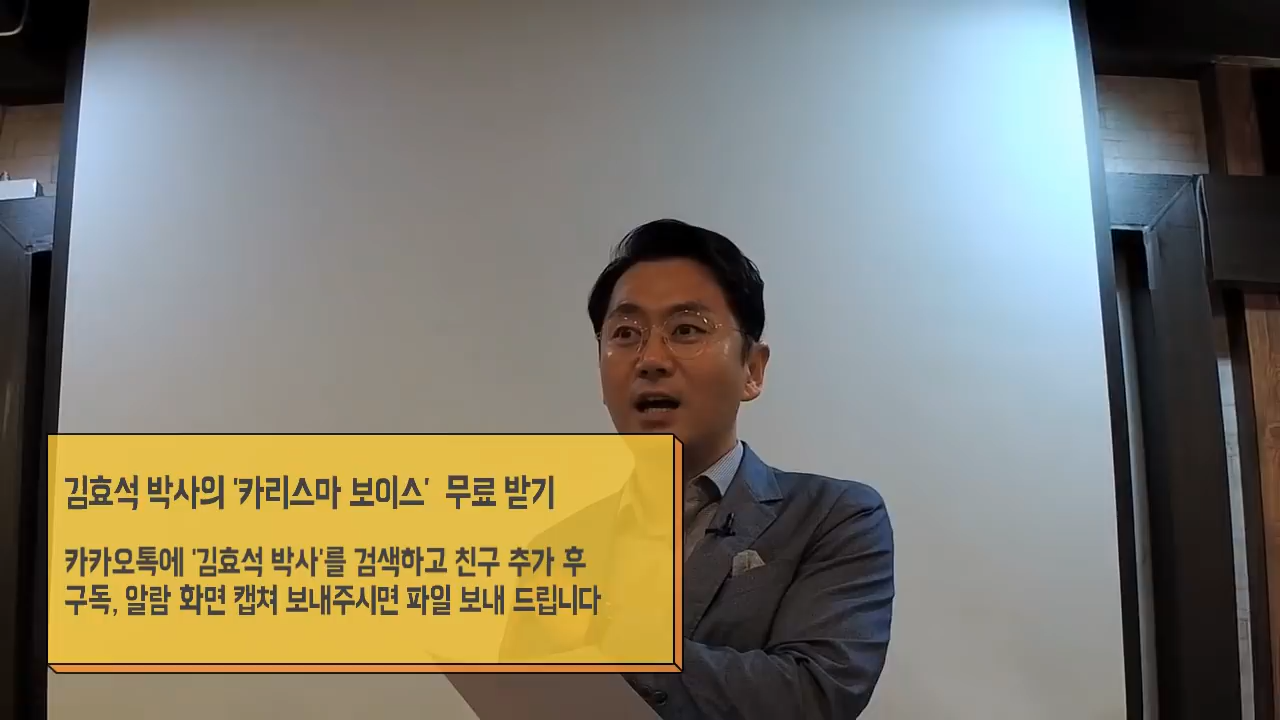 김효석 박사의 '카리스마 보이스' 무료 받기
카카오톡에 '김효석 박사'를 검색하고 친구 추가 후
구독, 알람 화면 캡쳐 보내주시면 파일 보내 드립니다